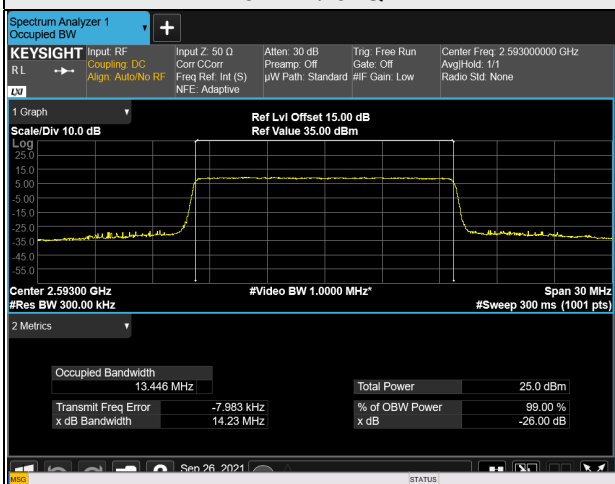 Spectrum Analyzer 1
Occupied BW
+
KEYSIGHT
RL
LXI
Input: RF
Coupling: DC
Align: Auto/No RF
Input Z: 50 Ω
Corr CCorr
Freq Ref: Int (S)
NFE: Adaptive
Atten: 30 dB
Preamp: Off
µW Path: Standard
Trig: Free Run
Gate: Off
#IF Gain: Low
Center Freq: 2.593000000 GHz
Avg|Hold: 1/1
Radio Std: None
1 Graph
Scale/Div 10.0 dB
Ref Lvl Offset 15.00 dB
Ref Value 35.00 dBm
Log
25.0
15.0
5.00
-5.00
-15.0
-25.0
-35.0
-45.0
-55.0
Center 2.59300 GHz
#Res BW 300.00 kHz
#Video BW 1.0000 MHz*
Span 30 MHz
#Sweep 300 ms (1001 pts)
2 Metrics
Occupied Bandwidth
13.446 MHz
Total Power 25.0 dBm
Transmit Freq Error -7.983 kHz
% of OBW Power 99.00 %
x dB Bandwidth 14.23 MHz
x dB -26.00 dB
Sep 26, 2021
MSG
STATUS